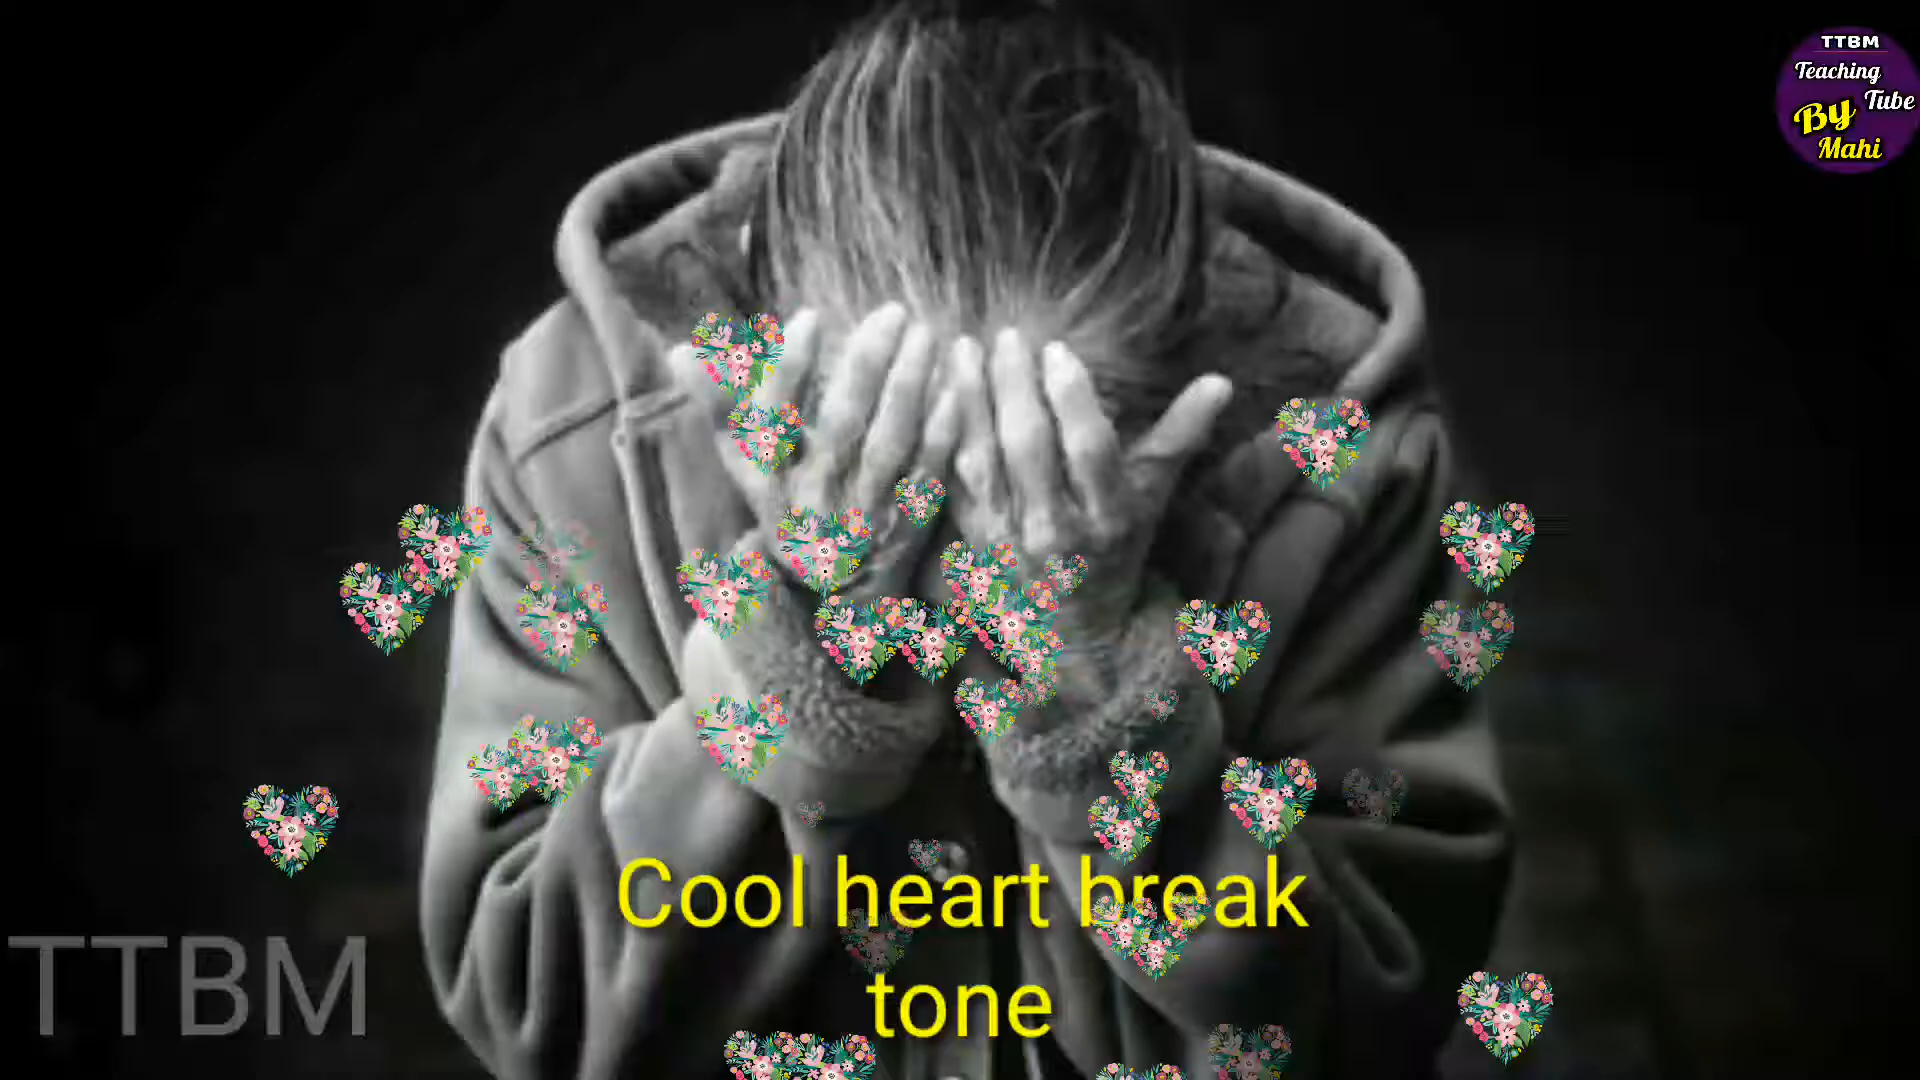 TTBM
Teaching
Tube
By
Mahi
Cool heart break
tone
TTBM